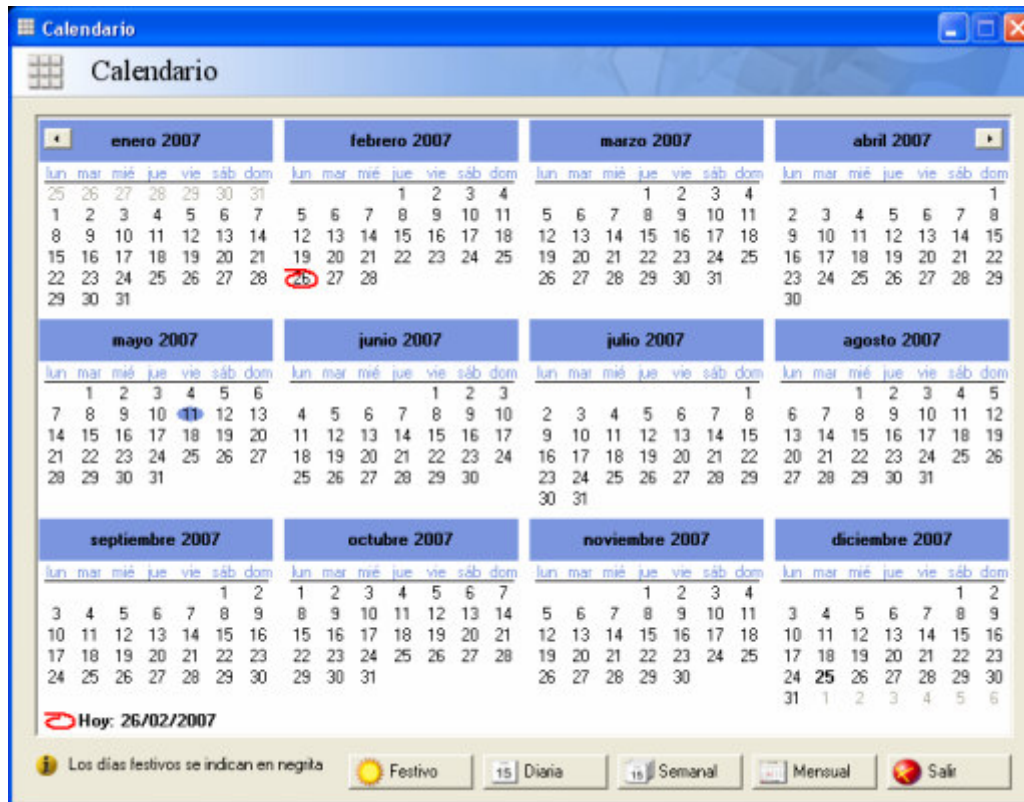 Calendario
Calendario
enero 2007 febrero 2007 marzo 2007 abril 2007
lun mar mié jue vie sáb dom lun mar mié jue vie sáb dom lun mar mié jue vie sáb dom lun mar mié jue vie sáb dom
25 26 27 28 29 30 31 1 2 3 4 1 2 3 4 1
1 2 3 4 5 6 7 5 6 7 8 9 10 11 5 6 7 8 9 10 11 2 3 4 5 6 7 8
8 9 10 11 12 13 14 12 13 14 15 16 17 18 12 13 14 15 16 17 18 9 10 11 12 13 14 15
15 16 17 18 19 20 21 19 20 21 22 23 24 25 19 20 21 22 23 24 25 16 17 18 19 20 21 22
22 23 24 25 26 27 28 26 27 28 26 27 28 29 30 31 23 24 25 26 27 28 29
29 30 31 30
mayo 2007 junio 2007 julio 2007 agosto 2007
lun mar mié jue vie sáb dom lun mar mié jue vie sáb dom lun mar mié jue vie sáb dom lun mar mié jue vie sáb dom
1 2 3 4 5 6 1 2 3 1 1 2 3 4 5
7 8 9 10 11 12 13 4 5 6 7 8 9 10 2 3 4 5 6 7 8 6 7 8 9 10 11 12
14 15 16 17 18 19 20 11 12 13 14 15 16 17 9 10 11 12 13 14 15 13 14 15 16 17 18 19
21 22 23 24 25 26 27 18 19 20 21 22 23 24 16 17 18 19 20 21 22 20 21 22 23 24 25 26
28 29 30 31 25 26 27 28 29 30 23 24 25 26 27 28 29 27 28 29 30 31
30 31
septiembre 2007 octubre 2007 noviembre 2007 diciembre 2007
lun mar mié jue vie sáb dom lun mar mié jue vie sáb dom lun mar mié jue vie sáb dom lun mar mié jue vie sáb dom
1 2 1 2 3 4 5 6 7 1 2 3 4 1 2
3 4 5 6 7 8 9 8 9 10 11 12 13 14 5 6 7 8 9 10 11 3 4 5 6 7 8 9
10 11 12 13 14 15 16 15 16 17 18 19 20 21 12 13 14 15 16 17 18 10 11 12 13 14 15 16
17 18 19 20 21 22 23 22 23 24 25 26 27 28 19 20 21 22 23 24 25 17 18 19 20 21 22 23
24 25 26 27 28 29 30 29 30 31 26 27 28 29 30 24 25 26 27 28 29 30
31 1 2 3 4 5 6
Hoy: 26/02/2007
Los días festivos se indican en negrita Festivo 15 Diaria 15 Semanal Mensual Salir